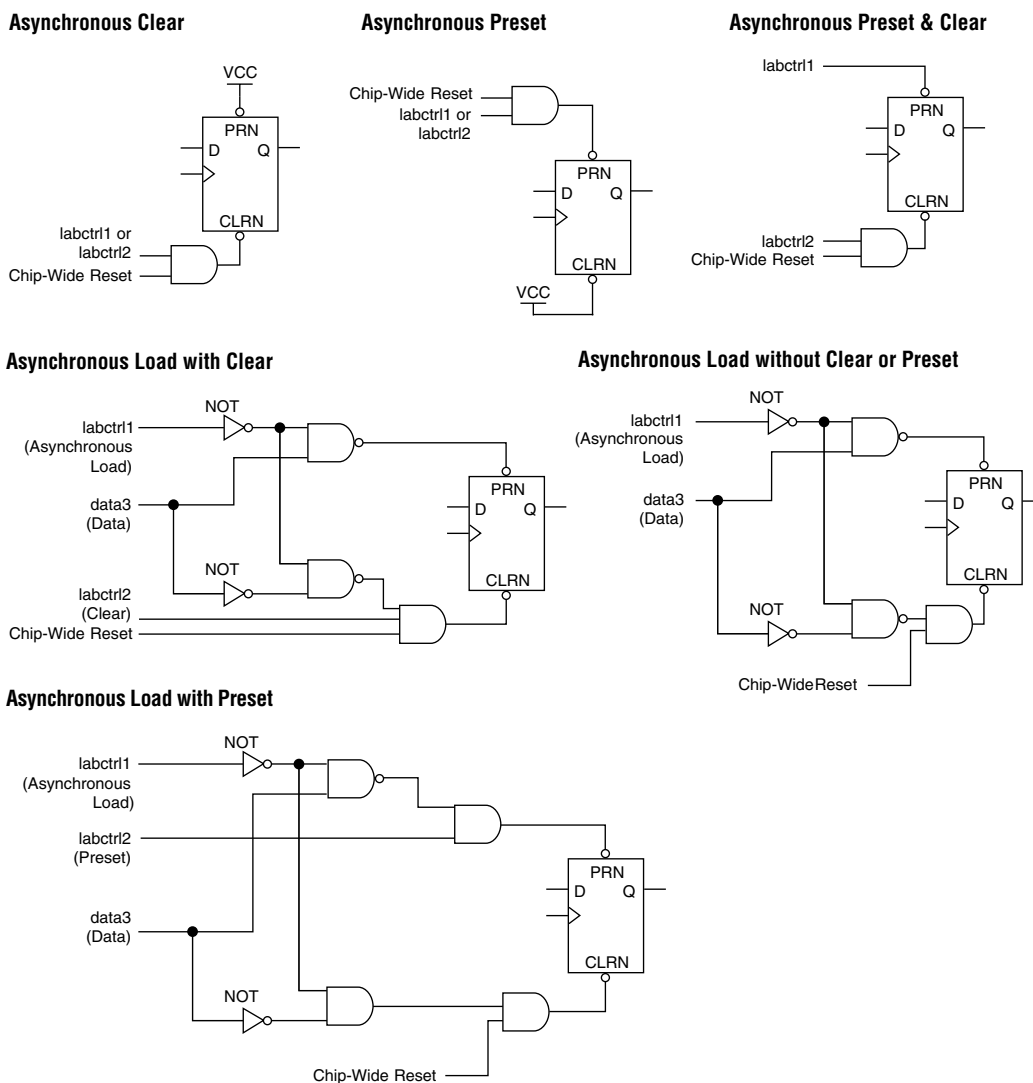 Asynchronous Clear
VCC
PRN
D Q
CLRN
labctrl1 or
labctrl2
Chip-Wide Reset
Asynchronous Preset
Chip-Wide Reset
labctrl1 or
labctrl2
PRN
D Q
CLRN
VCC
Asynchronous Preset & Clear
labctrl1
PRN
D Q
CLRN
labctrl2
Chip-Wide Reset
Asynchronous Load with Clear
NOT
labctrl1
(Asynchronous
Load)
PRN
data3
(Data)
D Q
NOT
CLRN
labctrl2
(Clear)
Chip-Wide Reset
Asynchronous Load without Clear or Preset
NOT
labctrl1
(Asynchronous
Load)
PRN
data3
(Data)
D Q
CLRN
NOT
Chip-WideReset
Asynchronous Load with Preset
NOT
labctrl1
(Asynchronous
Load)
labctrl2
(Preset)
PRN
D Q
data3
(Data)
CLRN
NOT
Chip-Wide Reset